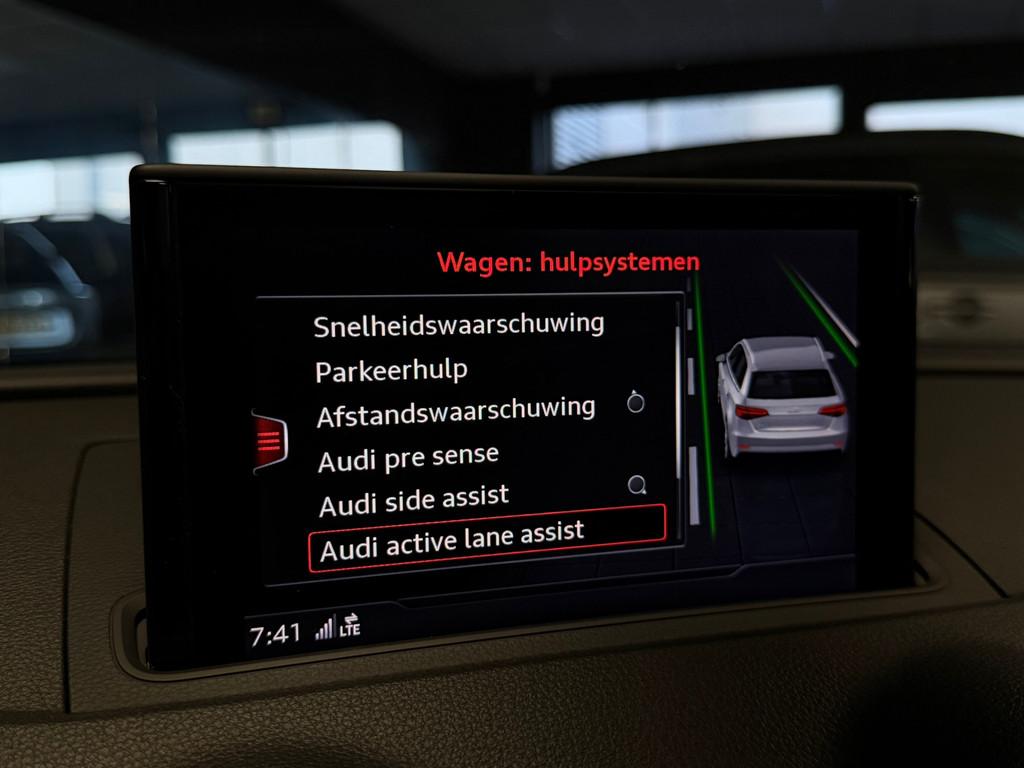 Wagen: hulpsystemen
Snelheidswaarschuwing
Parkeerhulp
Afstandswaarschuwing
Audi pre sense
Audi side assist
Audi active lane assist
7:41 LTE